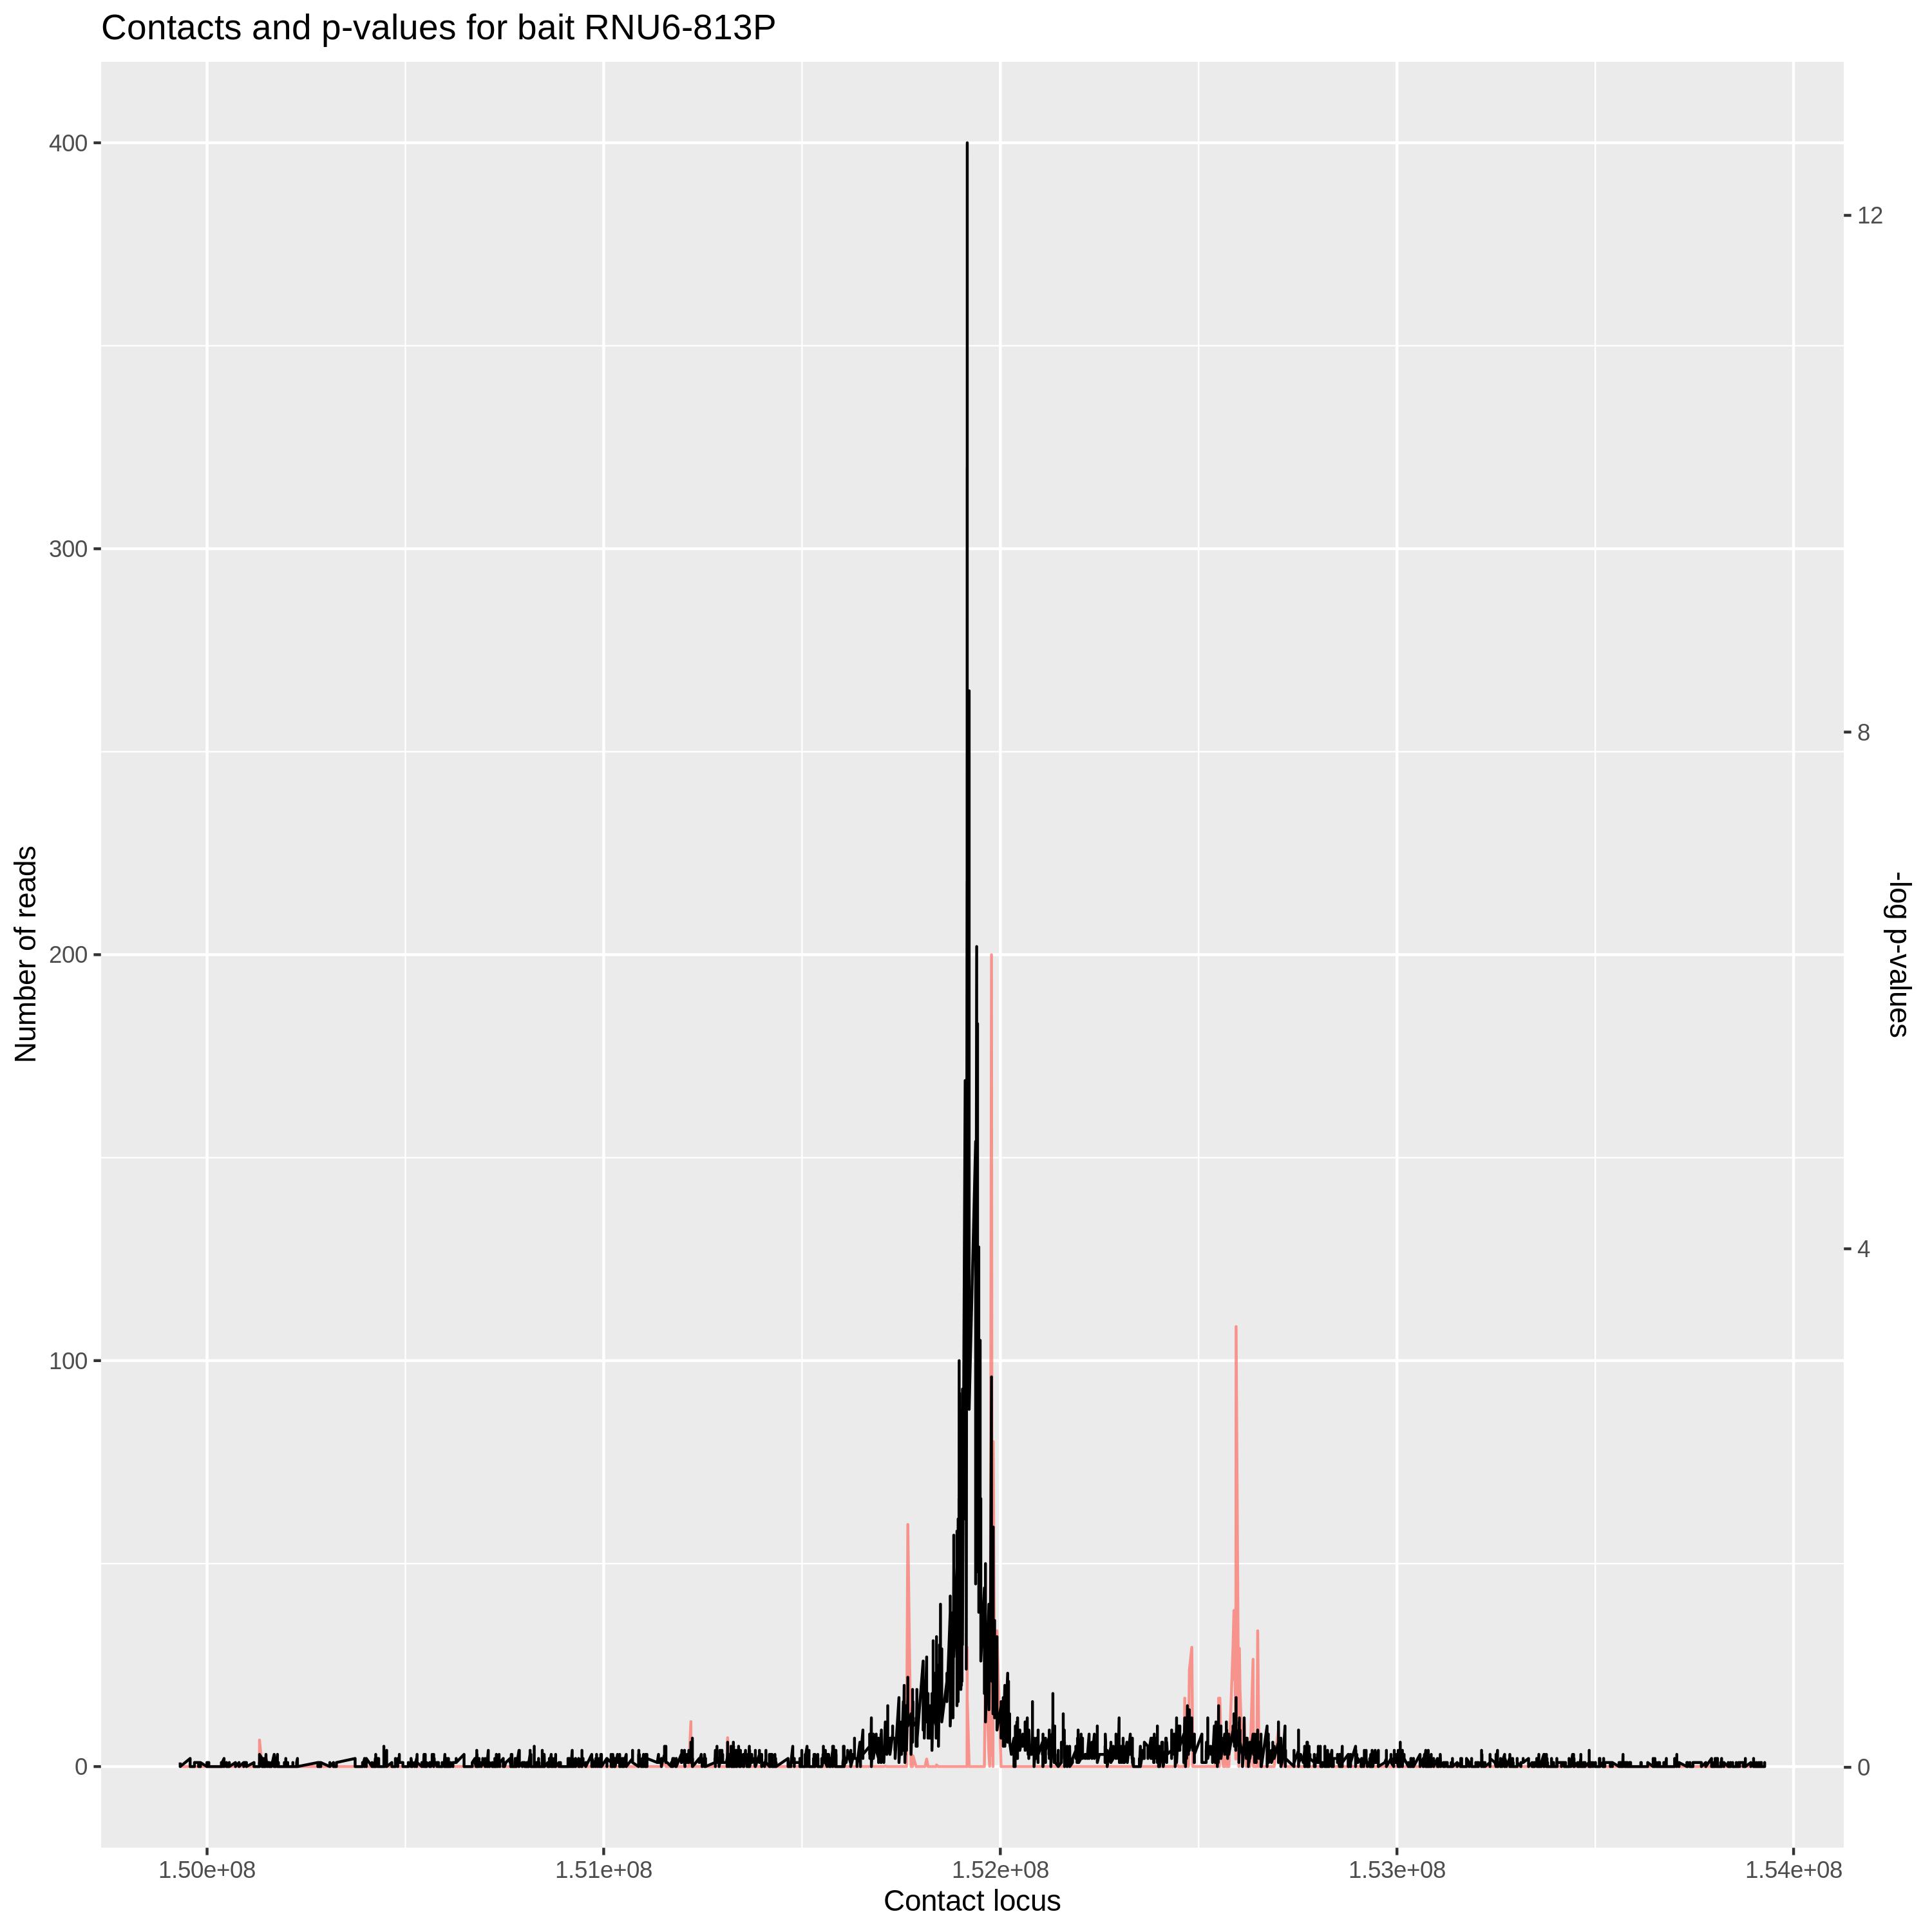 Contacts and p-values for bait RNU6-813P
400
300
200
100
0
Number of reads
12
8
4
0
-log p-values
1.50e+08 1.51e+08 1.52e+08 1.53e+08 1.54e+08
Contact locus